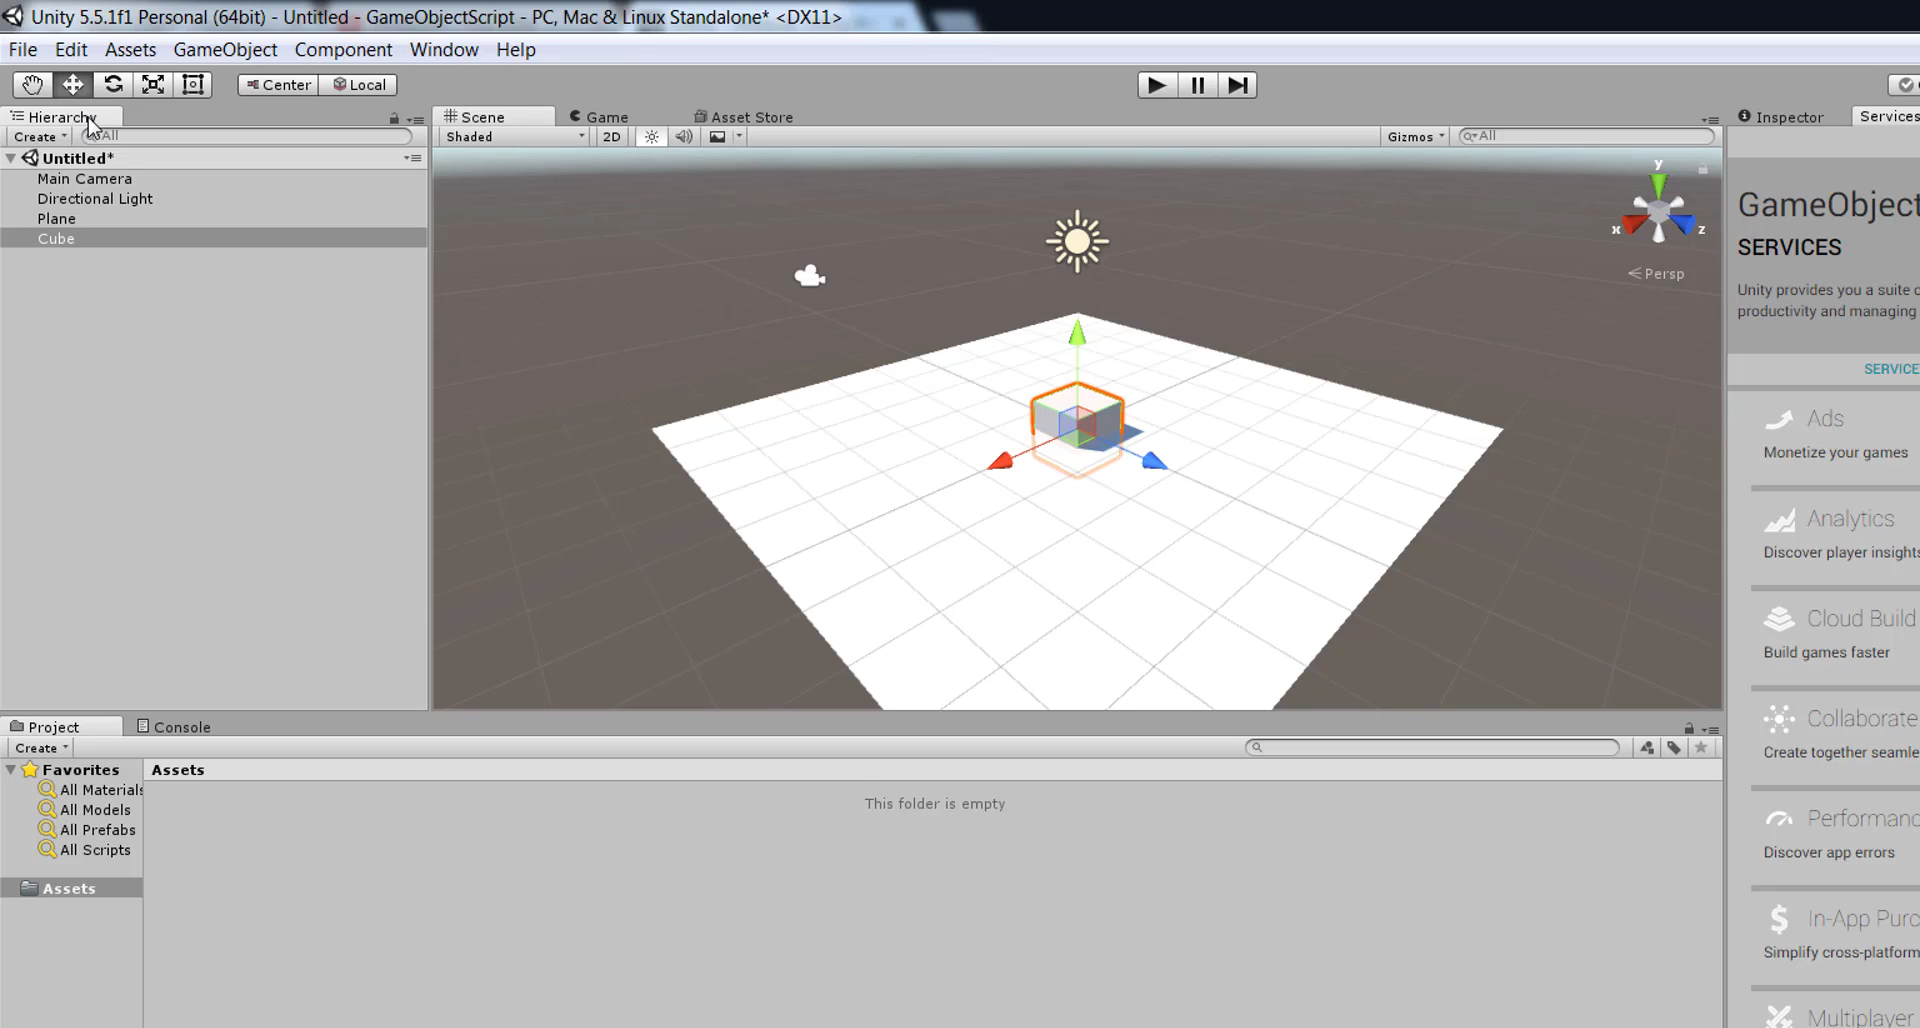 Unity 5.5.1f1 Personal (64bit) - Untitled - GameObjectScript - PC, Mac & Linux Standalone* <DX11>
File Edit Assets GameObject Component Window Help
Center Local
Hierarchy Scene Game Asset Store Inspector Services
Create All Shaded 2D Gizmos All
Untitled*
Main Camera
Directional Light
Plane
Cube
y
x z
Persp
GameObject
SERVICES
Unity provides you a suite
productivity and managing
SERVICE
Ads
Monetize your games
Analytics
Discover player insights
Cloud Build
Build games faster
Collaborate
Create together seamle
Performanc
Discover app errors
In-App Purc
Simplify cross-platform
Multiplayer
Project Console
Create
Favorites Assets
All Materials
All Models
All Prefabs
All Scripts
Assets
This folder is empty